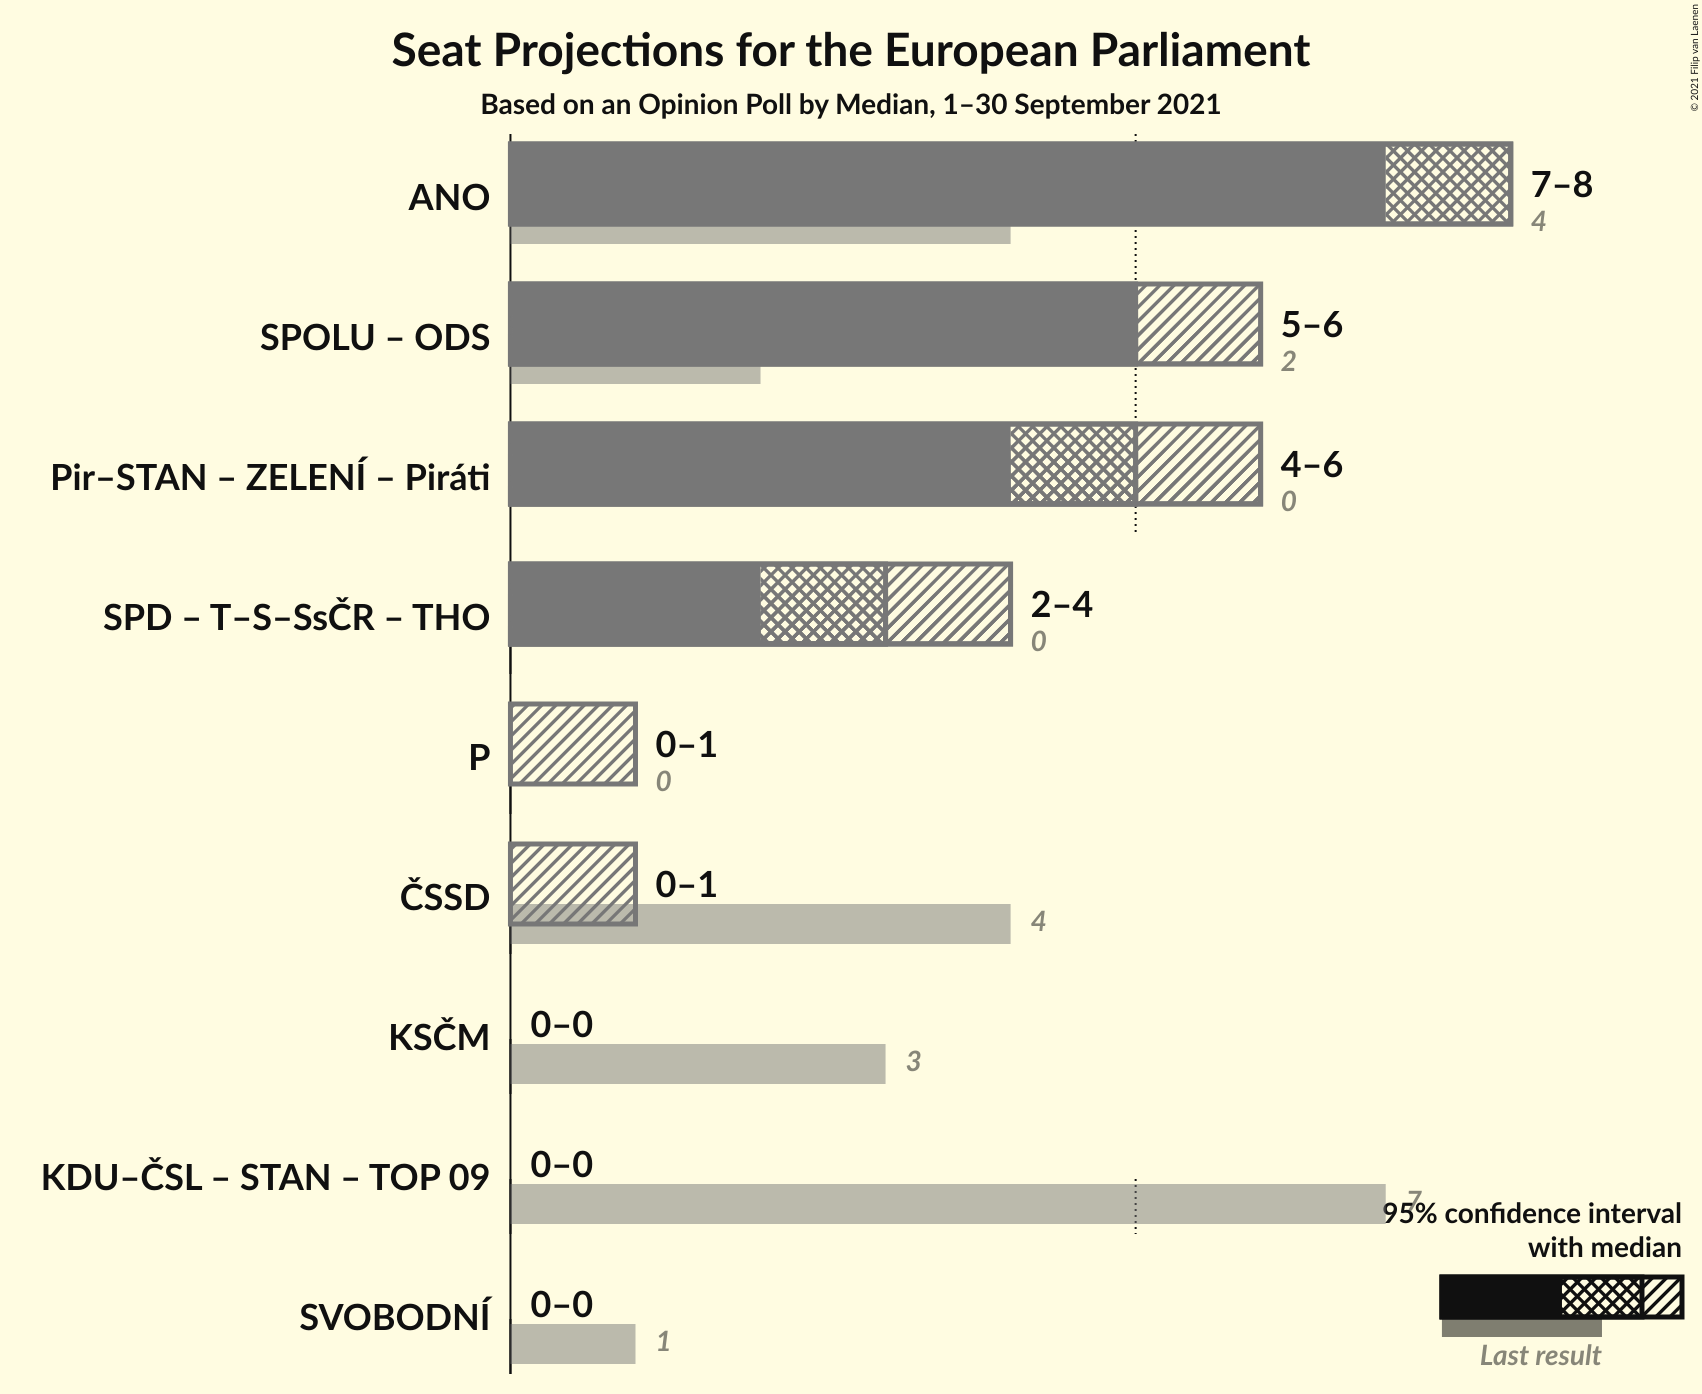 © 2021 Filip van Laenen
Seat Projections for the European Parliament
Based on an Opinion Poll by Median, 1–30 September 2021
ANO
7–8
4
SPOLU – ODS
5–6
2
Pir–STAN – ZELENÍ – Piráti
4–6
0
SPD – T–S–SsČR – THO
2–4
0
P
0–1
0
ČSSD
0–1
4
KSČM
0–0
3
KDU–ČSL – STAN – TOP 09
0–0
7
SVOBODNÍ
0–0
1
95% confidence interval
with median
Last result